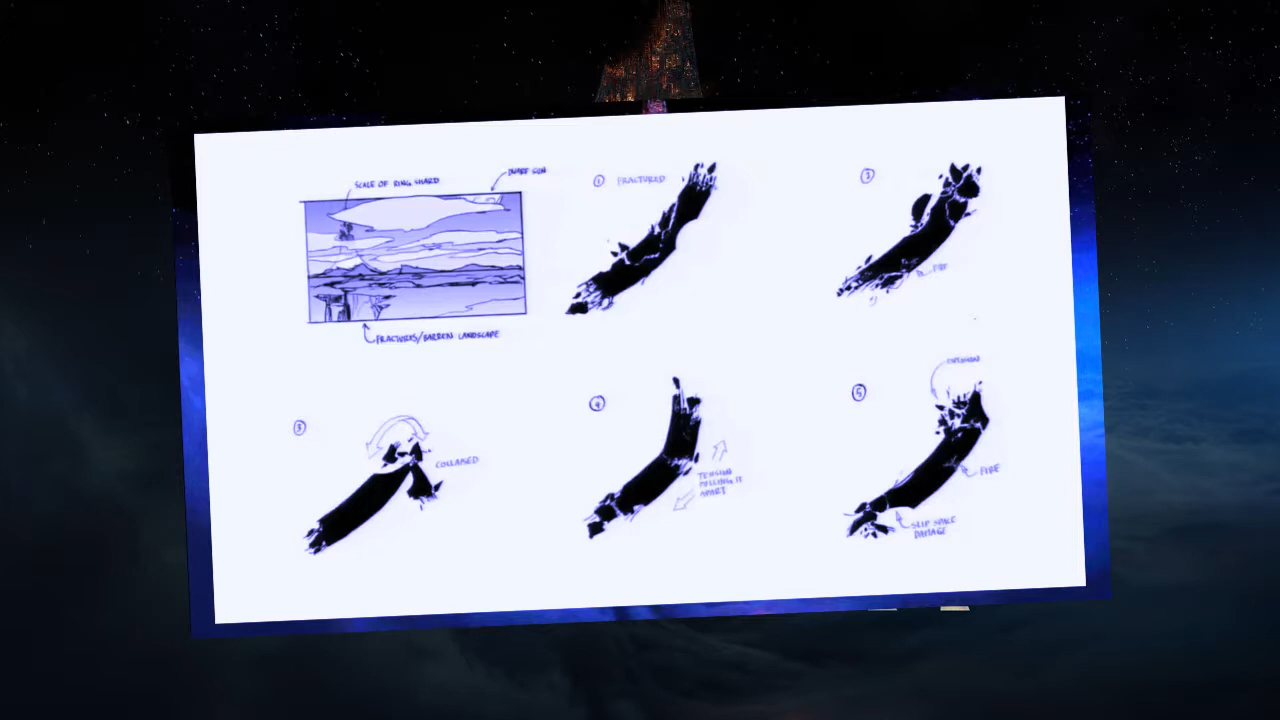 SCALE OF RING SHARD
DWARF SUN
FRACTURES/BARREN LANDSCAPE
① FRACTURED
②
FIRE
③
COLLAPSED
④
TENSION
PULLING IT
APART
⑤
FIRE
SLIP SPACE
DAMAGE